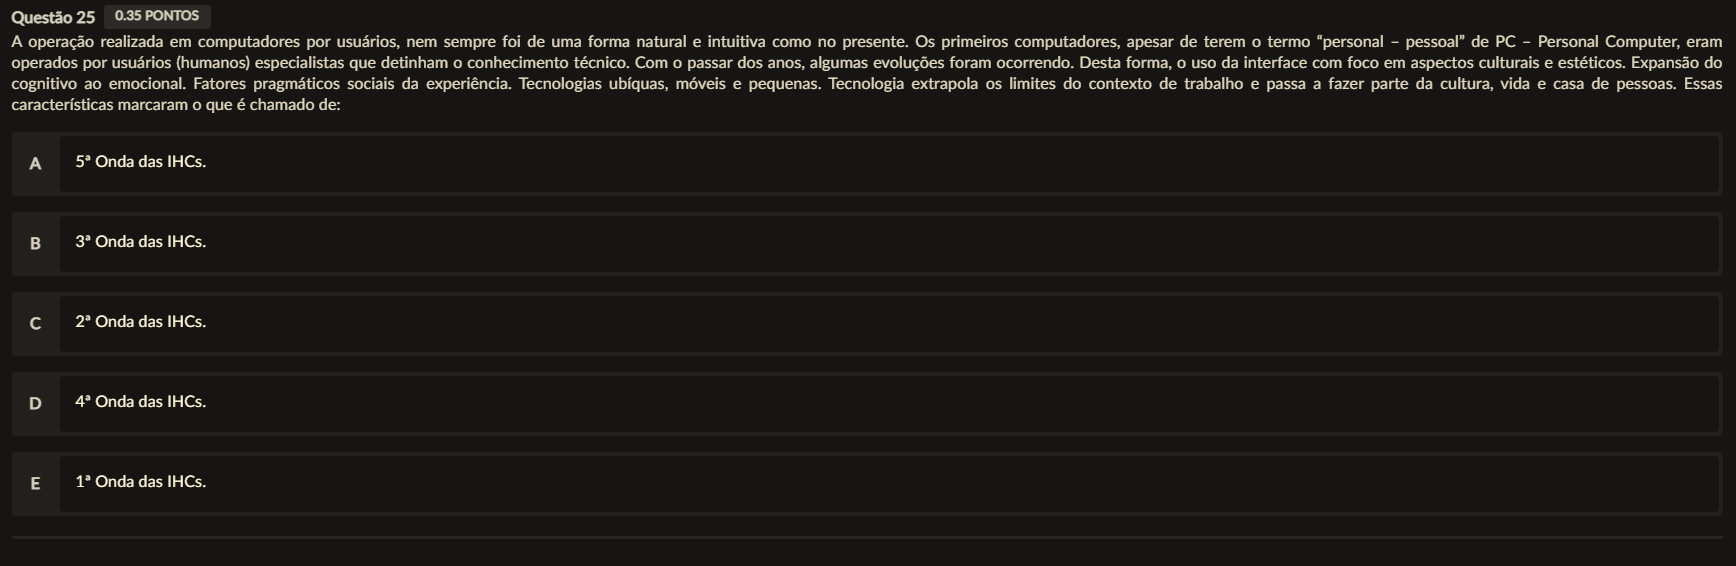 Questão 25 0.35 PONTOS
A operação realizada em computadores por usuários, nem sempre foi de uma forma natural e intuitiva como no presente. Os primeiros computadores, apesar de terem o termo “personal – pessoal” de PC – Personal Computer, eram
operados por usuários (humanos) especialistas que detinham o conhecimento técnico. Com o passar dos anos, algumas evoluções foram ocorrendo. Desta forma, o uso da interface com foco em aspectos culturais e estéticos. Expansão do
cognitivo ao emocional. Fatores pragmáticos sociais da experiência. Tecnologias ubíquas, móveis e pequenas. Tecnologia extrapola os limites do contexto de trabalho e passa a fazer parte da cultura, vida e casa de pessoas. Essas
características marcaram o que é chamado de:
A 5ª Onda das IHCs.
B 3ª Onda das IHCs.
C 2ª Onda das IHCs.
D 4ª Onda das IHCs.
E 1ª Onda das IHCs.